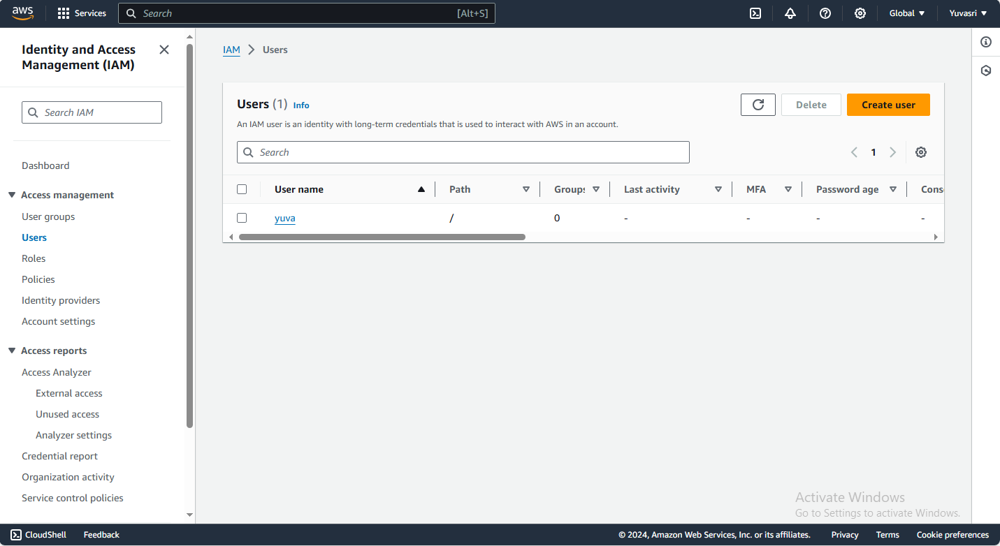 aws
Services
Search
[Alt+S]
Global
Yuvasri
Identity and Access
Management (IAM)
Search IAM
Dashboard
Access management
User groups
Users
Roles
Policies
Identity providers
Account settings
Access reports
Access Analyzer
External access
Unused access
Analyzer settings
Credential report
Organization activity
Service control policies
IAM > Users
Users (1) Info
Delete
Create user
An IAM user is an identity with long-term credentials that is used to interact with AWS in an account.
Search
1
User name Path Groups Last activity MFA Password age Cons
yuva / 0 - - - -
Activate Windows
Go to Settings to activate Windows.
CloudShell Feedback © 2024, Amazon Web Services, Inc. or its affiliates. Privacy Terms Cookie preferences